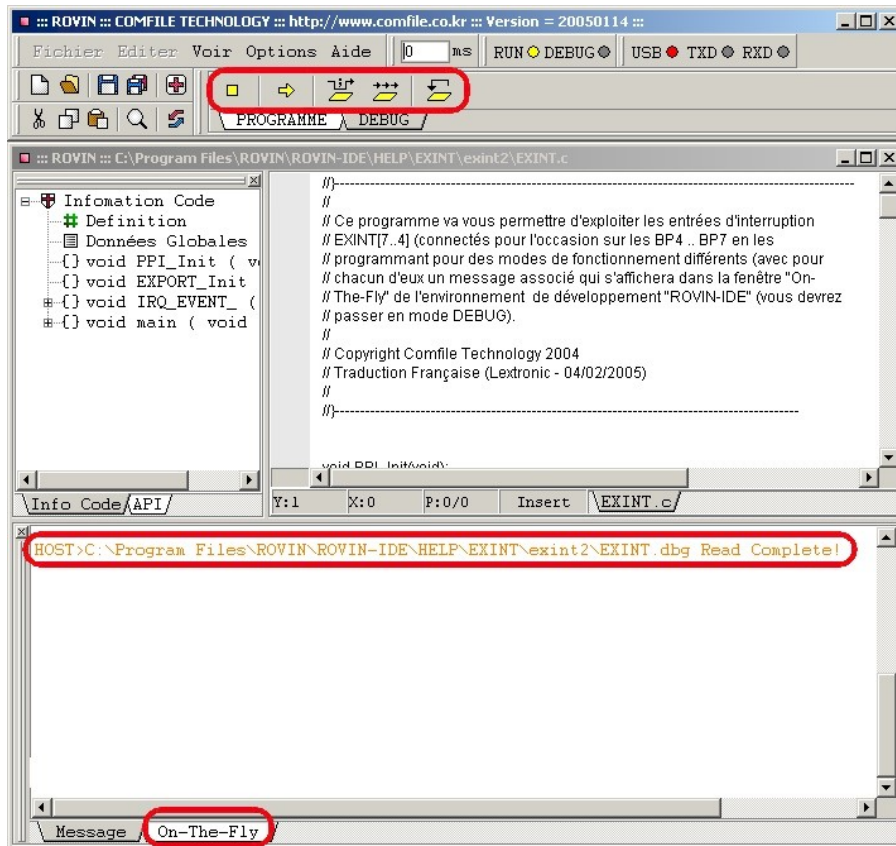 ::: ROVIN ::: COMFILE TECHNOLOGY ::: http://www.comfile.co.kr ::: Version = 20050114 :::
Fichier Editer Voir Options Aide 0 ms RUN DEBUG USB TXD RXD
PROGRAMME DEBUG
::: ROVIN ::: C:\Program Files\ROVIN\ROVIN-IDE\HELP\EXINT\exint2\EXINT.c
Infomation Code
Definition
Données Globales
{} void PPI_Init ( v
{} void EXPORT_Init
{} void IRQ_EVENT_ (
{} void main ( void
Info Code API
//}--------------------------------------------------------------------------------
//
// Ce programme va vous permettre d'exploiter les entrées d'interruption
// EXINT[7..4] (connectés pour l'occasion sur les BP4 .. BP7 en les
// programmant pour des modes de fonctionnement différents (avec pour
// chacun d'eux un message associé qui s'affichera dans la fenêtre "On-
// The-Fly" de l'environnement de développement "ROVIN-IDE" (vous devrez
// passer en mode DEBUG).
//
// Copyright Comfile Technology 2004
// Traduction Française (Lextronic - 04/02/2005)
//
//}------------------------------------------------------------------------
void PPI_Init(void);
Y:1 X:0 P:0/0 Insert EXINT.c
HOST>C:\Program Files\ROVIN\ROVIN-IDE\HELP\EXINT\exint2\EXINT.dbg Read Complete!
Message On-The-Fly